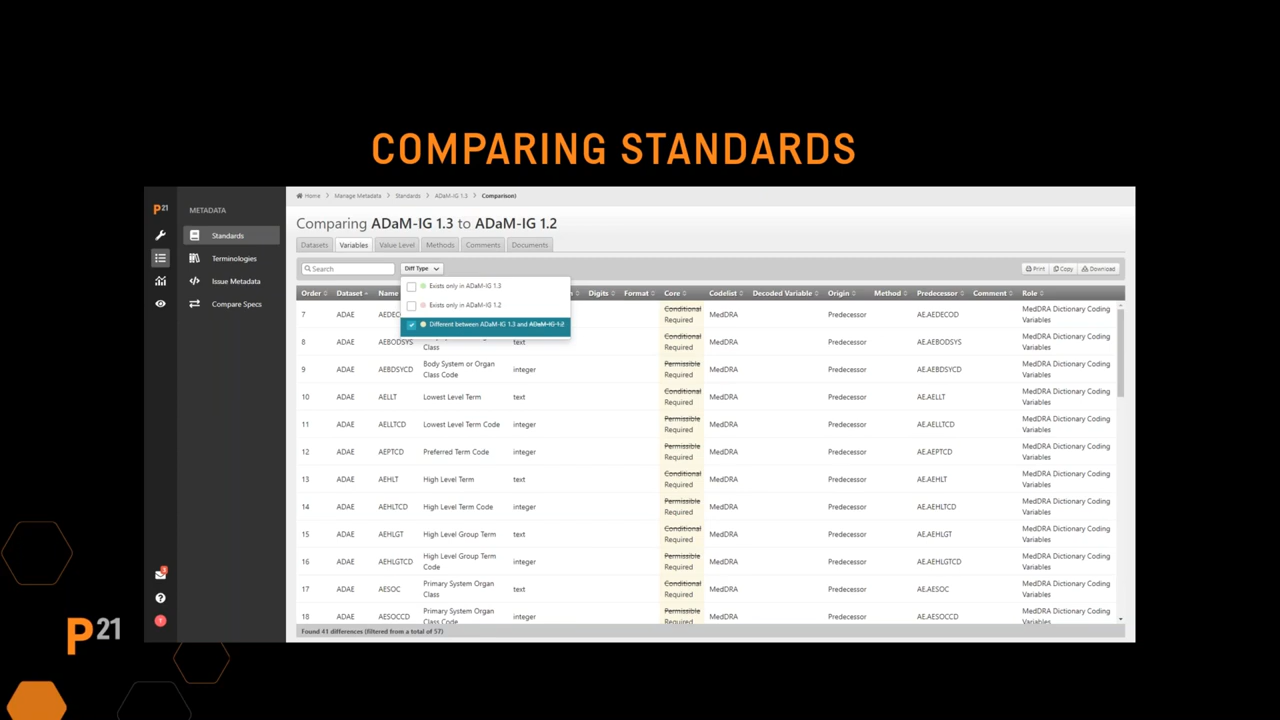 COMPARING STANDARDS
P21
METADATA
Standards
Terminologies
Issue Metadata
Compare Specs
Home > Manage Metadata > Standards > ADaM-IG 1.3 > Comparison)
Comparing ADaM-IG 1.3 to ADaM-IG 1.2
Datasets Variables Value Level Methods Comments Documents
Search Diff Type Print Copy Download
Exists only in ADaM-IG 1.3
Exists only in ADaM-IG 1.2
Different between ADaM-IG 1.3 and ADaM-IG 1.2
Order Dataset Name Digits Format Core Codelist Decoded Variable Origin Method Predecessor Comment Role
7 ADAE Conditional Required MedDRA Predecessor AE.AEDECOD MedDRA Dictionary Coding Variables
8 ADAE AEBODSYS Class text Conditional Required MedDRA Predecessor AE.AEBODSYS MedDRA Dictionary Coding Variables
9 ADAE AEBDSYCD Body System or Organ Class Code integer Permissible Required MedDRA Predecessor AE.AEBDSYCD MedDRA Dictionary Coding Variables
10 ADAE AELLT Lowest Level Term text Conditional Required MedDRA Predecessor AE.AELLT MedDRA Dictionary Coding Variables
11 ADAE AELLTCD Lowest Level Term Code integer Permissible Required MedDRA Predecessor AE.AELLTCD MedDRA Dictionary Coding Variables
12 ADAE AEPTCD Preferred Term Code integer Permissible Required MedDRA Predecessor AE.AEPTCD MedDRA Dictionary Coding Variables
13 ADAE AEHLT High Level Term text Conditional Required MedDRA Predecessor AE.AEHLT MedDRA Dictionary Coding Variables
14 ADAE AEHLTCD High Level Term Code integer Permissible Required MedDRA Predecessor AE.AEHLTCD MedDRA Dictionary Coding Variables
15 ADAE AEHLGT High Level Group Term text Conditional Required MedDRA Predecessor AE.AEHLGT MedDRA Dictionary Coding Variables
16 ADAE AEHLGTCD High Level Group Term Code integer Permissible Required MedDRA Predecessor AE.AEHLGTCD MedDRA Dictionary Coding Variables
17 ADAE AESOC Primary System Organ Class text Conditional Required MedDRA Predecessor AE.AESOC MedDRA Dictionary Coding Variables
18 ADAE AESOCCD Primary System Organ Class Code integer Permissible Required MedDRA Predecessor AE.AESOCCD MedDRA Dictionary Coding Variables
Found 41 differences (filtered from a total of 57)
P21